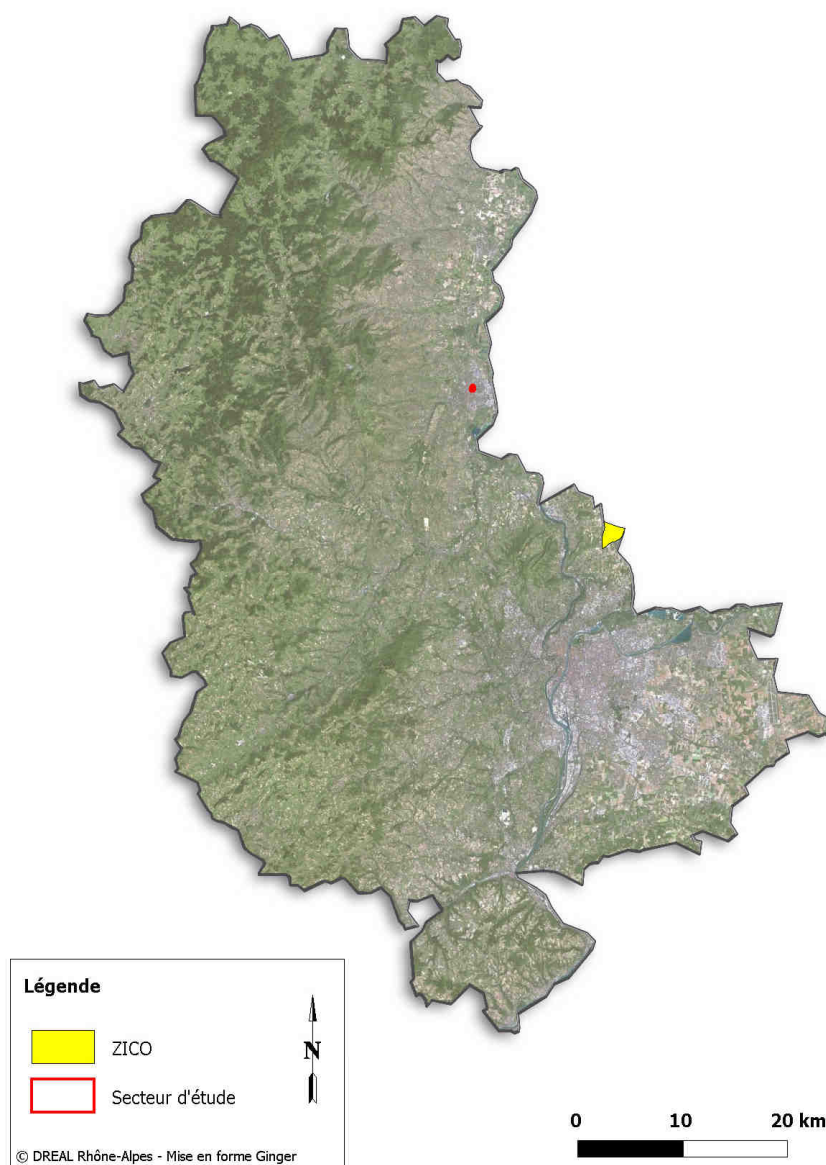 Légende
N
ZICO
Secteur d'étude
© DREAL Rhône-Alpes - Mise en forme Ginger
0 10 20 km